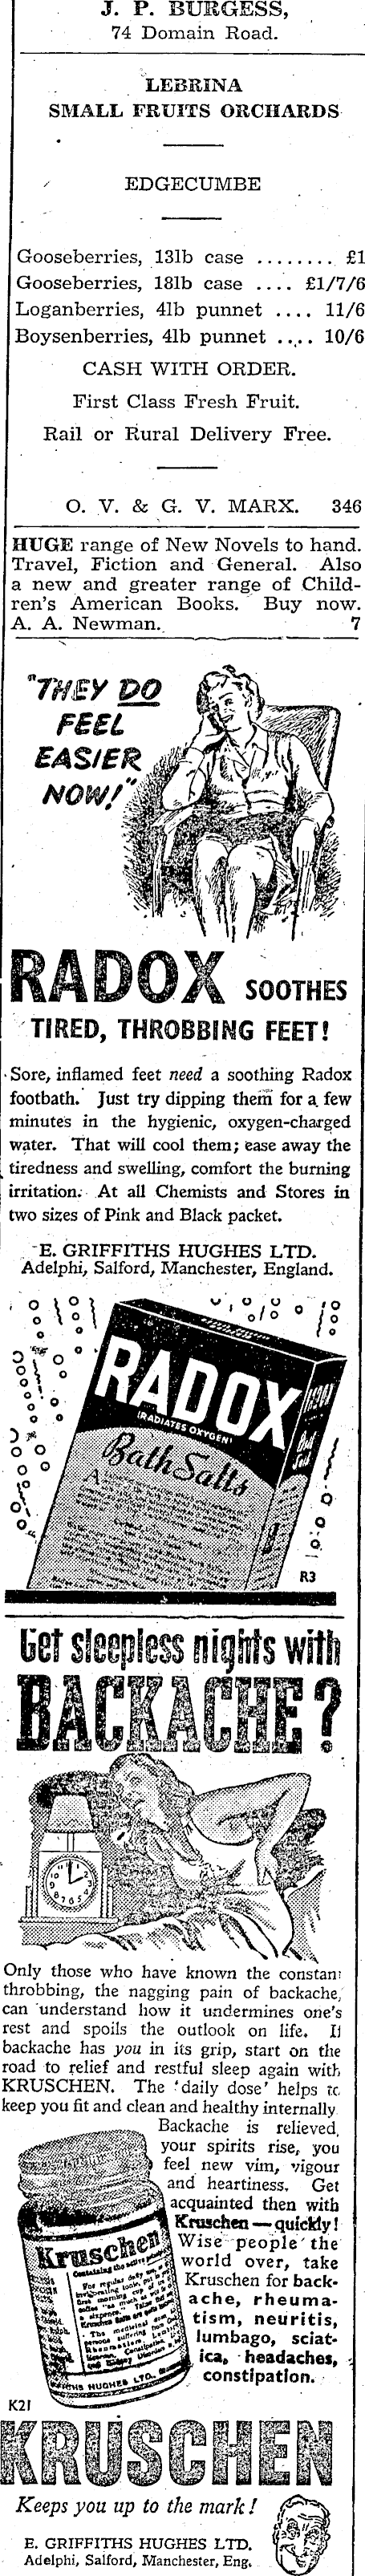 J. P. BURGESS,
74 Domain Road.
LEBRINA
SMALL FRUITS ORCHARDS
EDGECUMBE
Gooseberries, 13lb case ........ £1
Gooseberries, 18lb case .... £1/7/6
Loganberries, 4lb punnet .... 11/6
Boysenberries, 4lb punnet .... 10/6
CASH WITH ORDER.
First Class Fresh Fruit.
Rail or Rural Delivery Free.
O. V. & G. V. MARX. 346
HUGE range of New Novels to hand.
Travel, Fiction and General. Also
a new and greater range of Child-
ren's American Books. Buy now.
A. A. Newman. 7
"THEY DO
FEEL
EASIER
NOW!"
RADOX SOOTHES
TIRED, THROBBING FEET!
Sore, inflamed feet need a soothing Radox
footbath. Just try dipping them for a few
minutes in the hygienic, oxygen-charged
water. That will cool them; ease away the
tiredness and swelling, comfort the burning
irritation. At all Chemists and Stores in
two sizes of Pink and Black packet.
E. GRIFFITHS HUGHES LTD.
Adelphi, Salford, Manchester, England.
RADOX
(RADIATES OXYGEN)
Bath Salts
R3
Get sleepless nights with
BACKACHE?
Only those who have known the constant
throbbing, the nagging pain of backache,
can understand how it undermines one's
rest and spoils the outlook on life. If
backache has you in its grip, start on the
road to relief and restful sleep again with
KRUSCHEN. The 'daily dose' helps to
keep you fit and clean and healthy internally
Backache is relieved,
your spirits rise, you
feel new vim, vigour
and heartiness. Get
acquainted then with
Kruschen — quickly!
Wise people the
world over, take
Kruschen for back-
ache, rheuma-
tism, neuritis,
lumbago, sciat-
ica, headaches,
constipation.
Kruschen
HUGHES LTD.
K21
KRUSCHEN
Keeps you up to the mark!
E. GRIFFITHS HUGHES LTD.
Adelphi, Salford, Manchester, Eng.